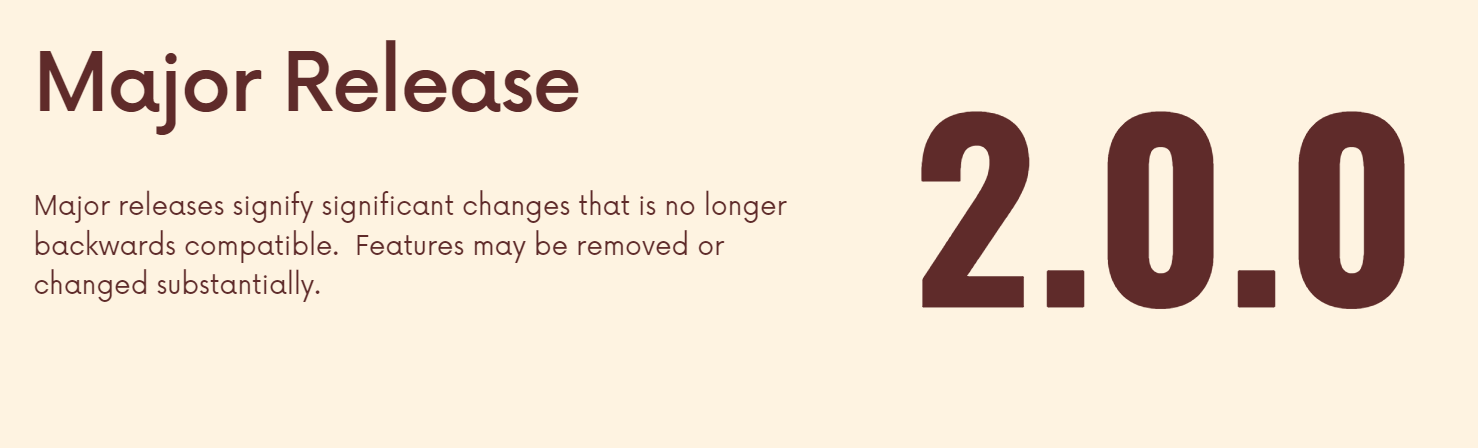 Major Release
Major releases signify significant changes that is no longer
backwards compatible.  Features may be removed or
changed substantially.
2.0.0